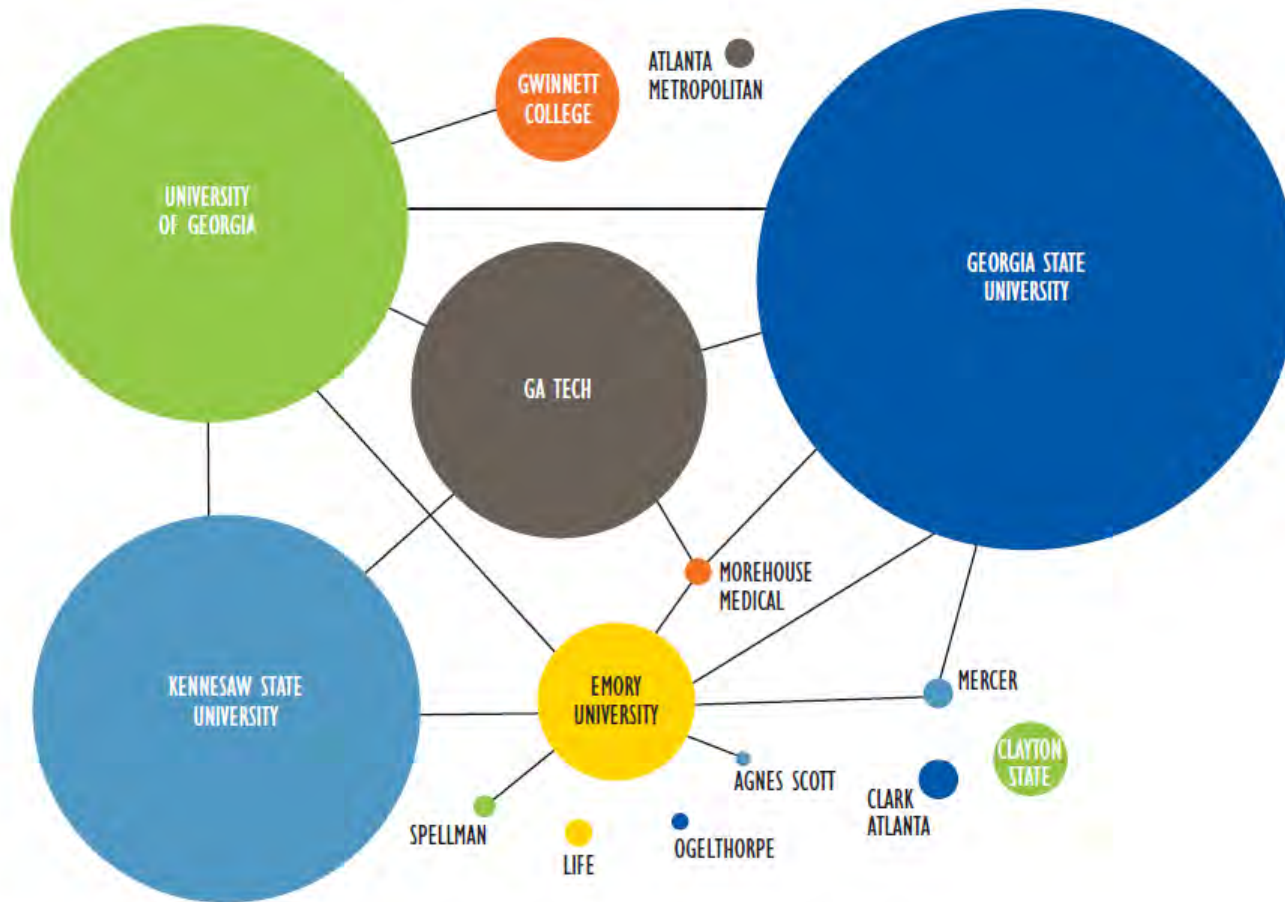 GWINNETT
COLLEGE
ATLANTA
METROPOLITAN
UNIVERSITY
OF GEORGIA
GEORGIA STATE
UNIVERSITY
GA TECH
MOREHOUSE
MEDICAL
KENNESAW STATE
UNIVERSITY
EMORY
UNIVERSITY
MERCER
CLAYTON
STATE
AGNES SCOTT
CLARK
ATLANTA
SPELLMAN
LIFE
OGELTHORPE